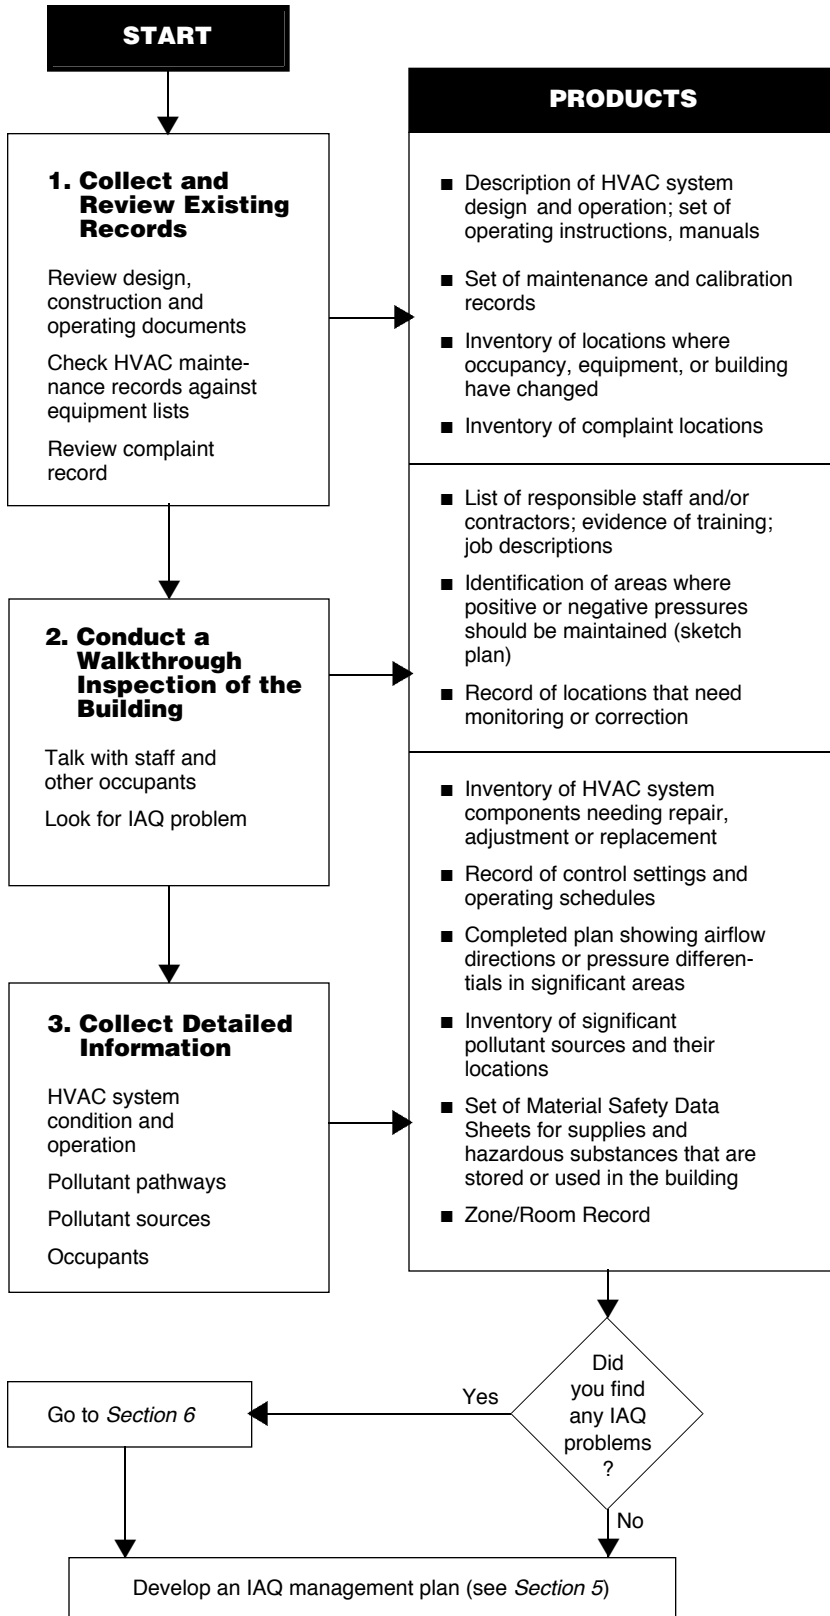 START
1. Collect and
Review Existing
Records
Review design,
construction and
operating documents
Check HVAC mainte-
nance records against
equipment lists
Review complaint
record
PRODUCTS
■ Description of HVAC system
design and operation; set of
operating instructions, manuals
■ Set of maintenance and calibration
records
■ Inventory of locations where
occupancy, equipment, or building
have changed
■ Inventory of complaint locations
2. Conduct a
Walkthrough
Inspection of the
Building
Talk with staff and
other occupants
Look for IAQ problem
■ List of responsible staff and/or
contractors; evidence of training;
job descriptions
■ Identification of areas where
positive or negative pressures
should be maintained (sketch
plan)
■ Record of locations that need
monitoring or correction
3. Collect Detailed
Information
HVAC system
condition and
operation
Pollutant pathways
Pollutant sources
Occupants
■ Inventory of HVAC system
components needing repair,
adjustment or replacement
■ Record of control settings and
operating schedules
■ Completed plan showing airflow
directions or pressure differen-
tials in significant areas
■ Inventory of significant
pollutant sources and their
locations
■ Set of Material Safety Data
Sheets for supplies and
hazardous substances that are
stored or used in the building
■ Zone/Room Record
Did
you find
any IAQ
problems
?
Yes
Go to Section 6
No
Develop an IAQ management plan (see Section 5)